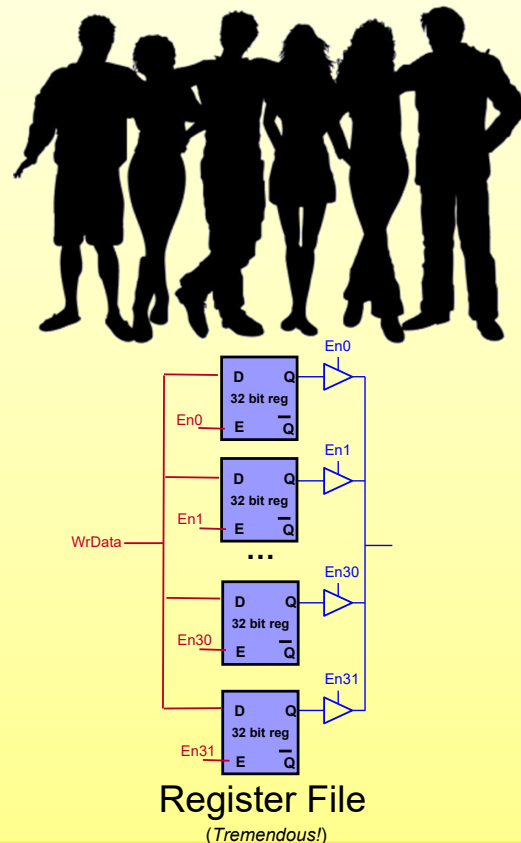 En0
D Q
32 bit reg
En0 E Q
En1
D Q
32 bit reg
En1 E Q
WrData
...
En30
D Q
32 bit reg
En30 E Q
En31
D Q
32 bit reg
En31 E Q
Register File
(Tremendous!)